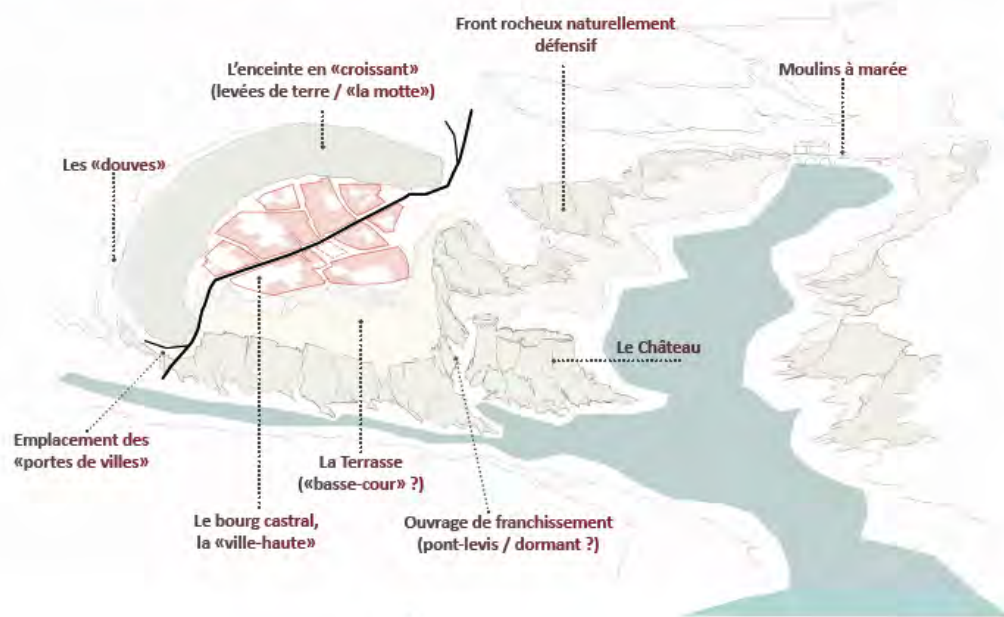 Front rocheux naturellement
défensif
L'enceinte en «croissant»
(levées de terre / «la motte»)
Moulins à marée
Les «douves»
Le Château
Emplacement des
«portes de villes»
La Terrasse
(«basse-cour» ?)
Le bourg castral,
la «ville-haute»
Ouvrage de franchissement
(pont-levis / dormant ?)